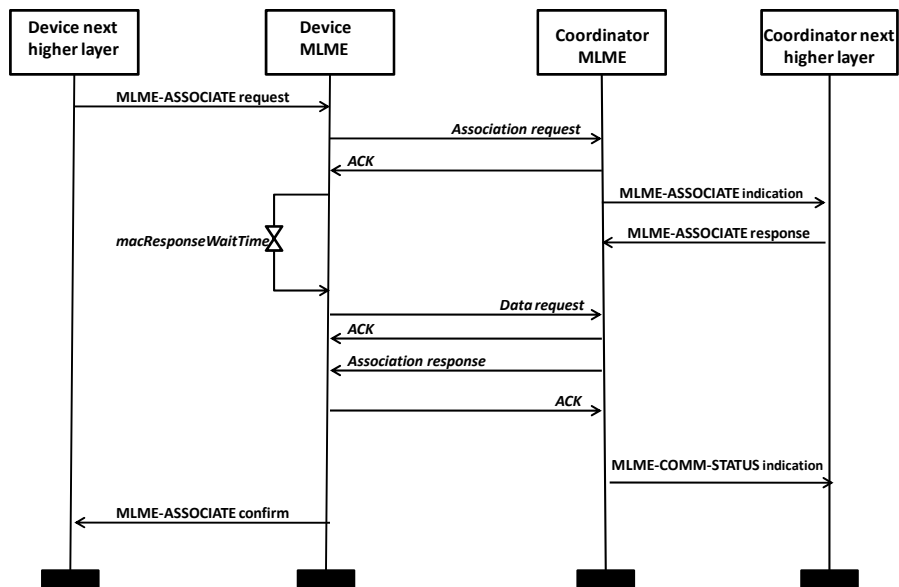 Device next
higher layer
Device
MLME
Coordinator
MLME
Coordinator next
higher layer
MLME-ASSOCIATE request
Association request
ACK
MLME-ASSOCIATE indication
macResponseWaitTime
MLME-ASSOCIATE response
Data request
ACK
Association response
ACK
MLME-COMM-STATUS indication
MLME-ASSOCIATE confirm